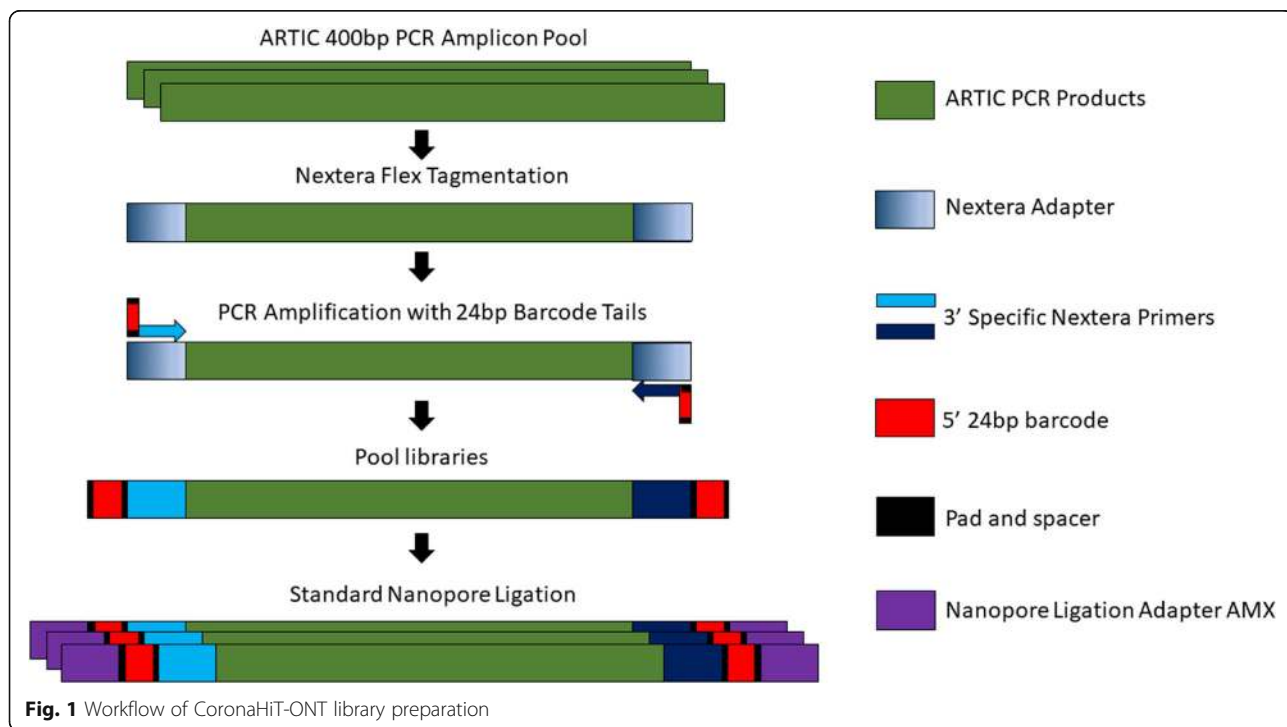 ARTIC 400bp PCR Amplicon Pool
Nextera Flex Tagmentation
PCR Amplification with 24bp Barcode Tails
Pool libraries
Standard Nanopore Ligation
ARTIC PCR Products
Nextera Adapter
3’ Specific Nextera Primers
5’ 24bp barcode
Pad and spacer
Nanopore Ligation Adapter AMX
Fig. 1 Workflow of CoronaHiT-ONT library preparation